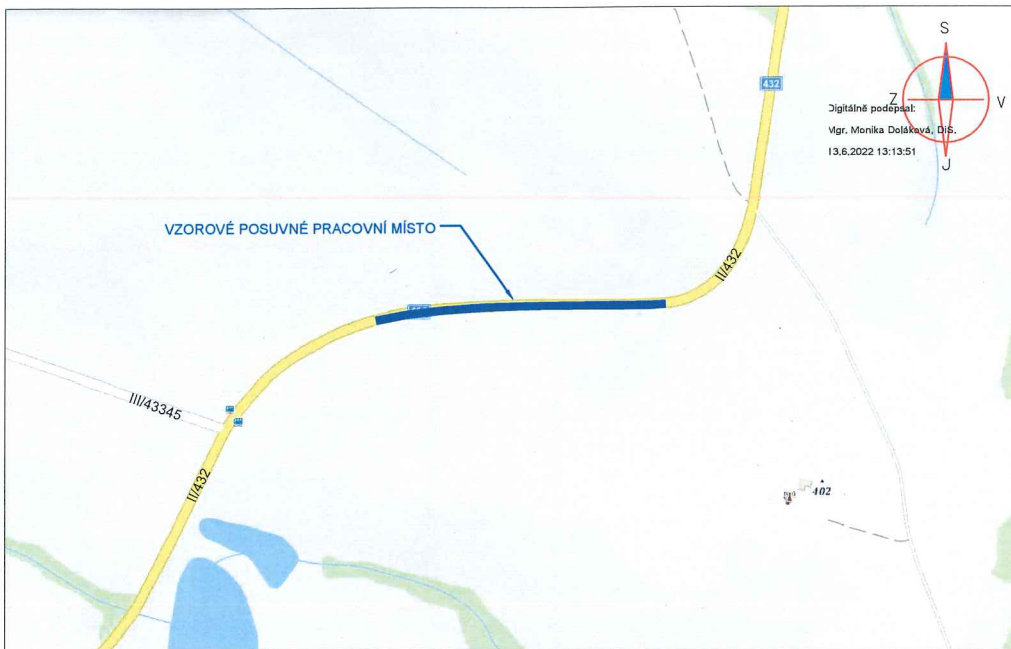 S
432
Z
V
Digitálně podepsal:
Mgr. Monika Doláková, DiS.
13.6.2022 13:13:51
J
VZOROVÉ POSUVNÉ PRACOVNÍ MÍSTO
II/432
III/43345
II/432
402